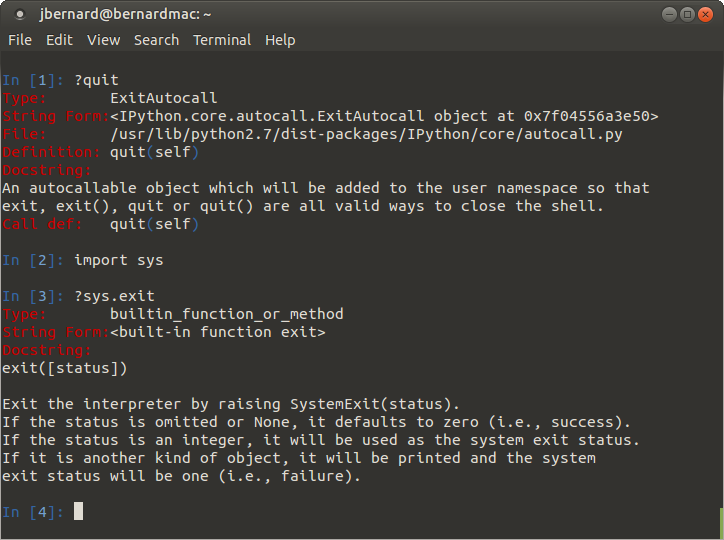 jbernard@bernardmac: ~
File Edit View Search Terminal Help
In [1]: ?quit
Type:       ExitAutocall
String Form:<IPython.core.autocall.ExitAutocall object at 0x7f04556a3e50>
File:       /usr/lib/python2.7/dist-packages/IPython/core/autocall.py
Definition: quit(self)
Docstring:
An autocallable object which will be added to the user namespace so that
exit, exit(), quit or quit() are all valid ways to close the shell.
Call def:   quit(self)
In [2]: import sys
In [3]: ?sys.exit
Type:       builtin_function_or_method
String Form:<built-in function exit>
Docstring:
exit([status])
Exit the interpreter by raising SystemExit(status).
If the status is omitted or None, it defaults to zero (i.e., success).
If the status is an integer, it will be used as the system exit status.
If it is another kind of object, it will be printed and the system
exit status will be one (i.e., failure).
In [4]: